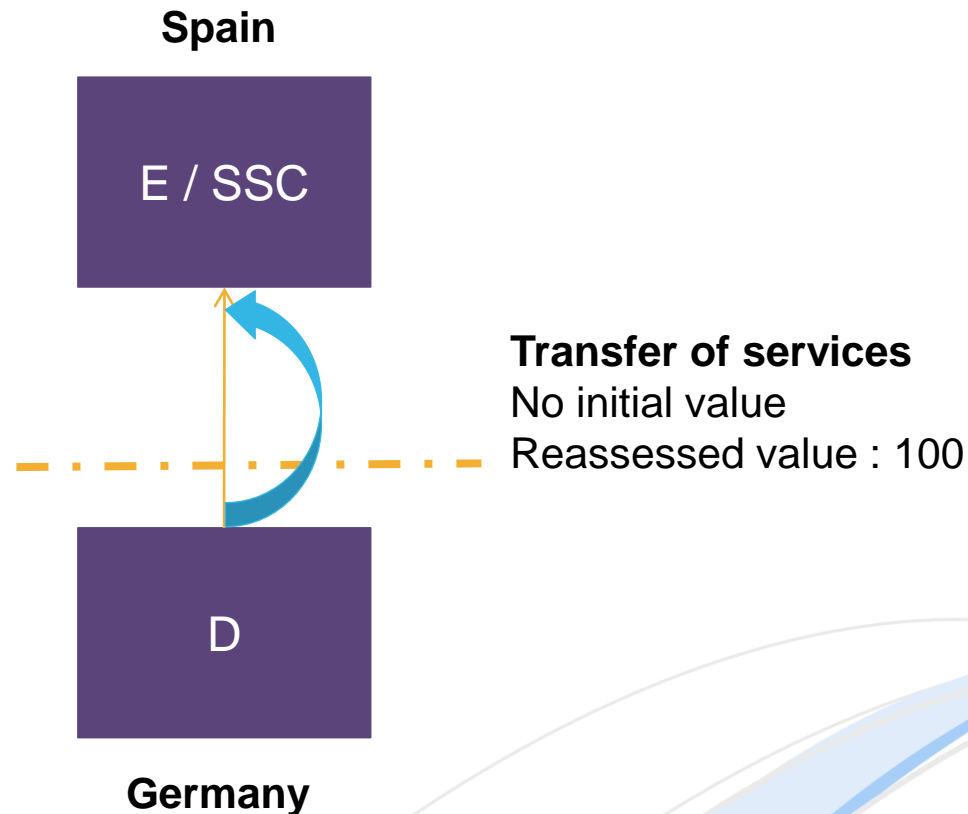 Spain
E / SSC
Transfer of services
No initial value
Reassessed value : 100
D
Germany